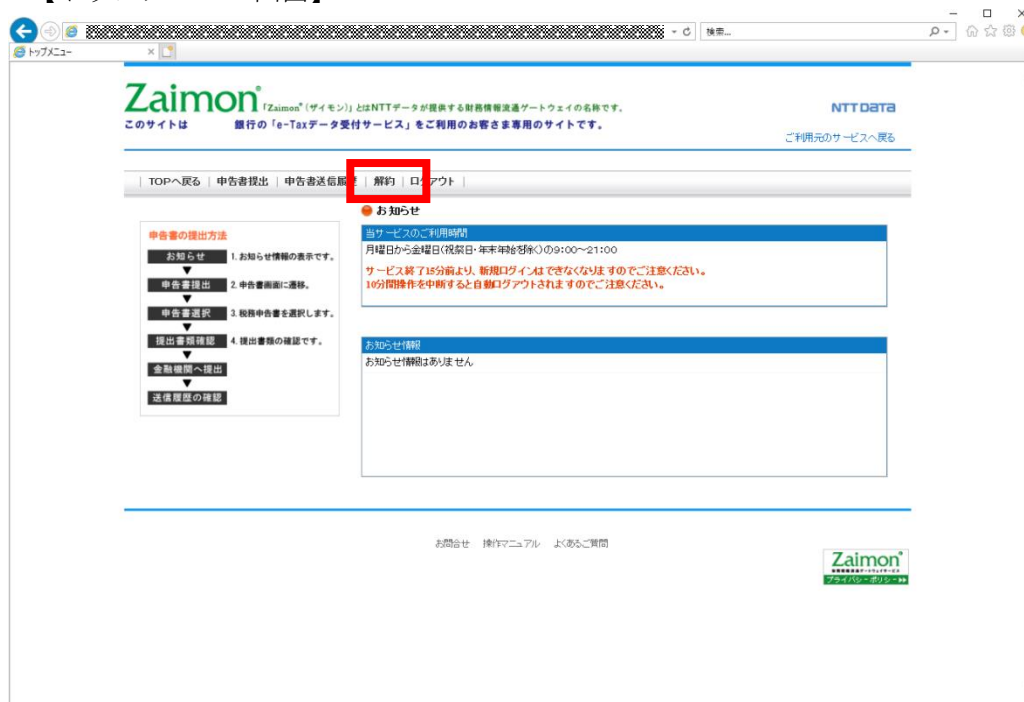 検索...
トップメニュー
Zaimon®「Zaimon®(ザイモン)」とはNTTデータが提供する財務情報流通ゲートウェイの名称です。
NTT DATA
このサイトは 銀行の「e-Taxデータ受付サービス」をご利用のお客さま専用のサイトです。
ご利用元のサービスへ戻る
| TOPへ戻る | 申告書提出 | 申告書送信履 | 解約 | ログアウト |
お知らせ
申告書の提出方法
お知らせ 1.お知らせ情報の表示です。
▼
申告書提出 2.申告書画面に遷移。
▼
申告書選択 3.税務申告書を選択します。
▼
提出書類確認 4.提出書類の確認です。
▼
金融機関へ提出
▼
送信履歴の確認
当サービスのご利用時間
月曜日から金曜日(祝祭日・年末年始を除く)の9:00～21:00
サービス終了15分前より、新規ログインはできなくなりますのでご注意ください。
10分間操作を中断すると自動ログアウトされますのでご注意ください。
お知らせ情報
お知らせ情報はありません
お問合せ 操作マニュアル よくあるご質問
Zaimon®
プライバシーポリシー